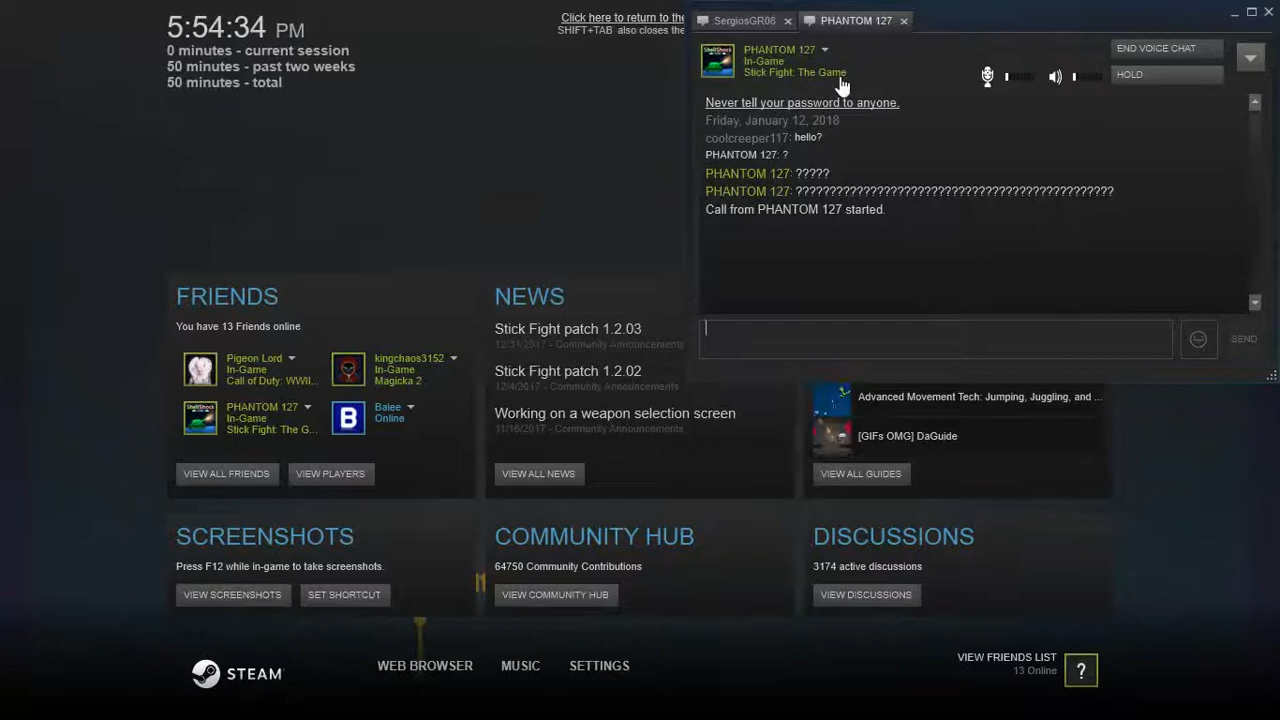 5:54:34 PM
0 minutes - current session
50 minutes - past two weeks
50 minutes - total
Click here to return to the
SHIFT+TAB also closes the
SergiosGR08
PHANTOM 127
PHANTOM 127
In-Game
Stick Fight: The Game
END VOICE CHAT
HOLD
Never tell your password to anyone.
Friday, January 12, 2018
coolcreeper117: hello?
PHANTOM 127: ?
PHANTOM 127: ?????
PHANTOM 127: ???????????????????????????????????????????????
Call from PHANTOM 127 started.
SEND
FRIENDS
You have 13 Friends online
Pigeon Lord
In-Game
Call of Duty: WWII...
kingchaos3152
In-Game
Magicka 2
PHANTOM 127
In-Game
Stick Fight: The G...
B
Balee
Online
VIEW ALL FRIENDS
VIEW PLAYERS
NEWS
Stick Fight patch 1.2.03
12/31/2017 - Community Announcements
Stick Fight patch 1.2.02
12/4/2017 - Community Announcements
Working on a weapon selection screen
11/16/2017 - Community Announcements
VIEW ALL NEWS
Advanced Movement Tech: Jumping, Juggling, and ...
[GIFs OMG] DaGuide
VIEW ALL GUIDES
SCREENSHOTS
Press F12 while in-game to take screenshots.
VIEW SCREENSHOTS
SET SHORTCUT
COMMUNITY HUB
64750 Community Contributions
VIEW COMMUNITY HUB
DISCUSSIONS
3174 active discussions
VIEW DISCUSSIONS
STEAM
WEB BROWSER
MUSIC
SETTINGS
VIEW FRIENDS LIST
13 Online
?